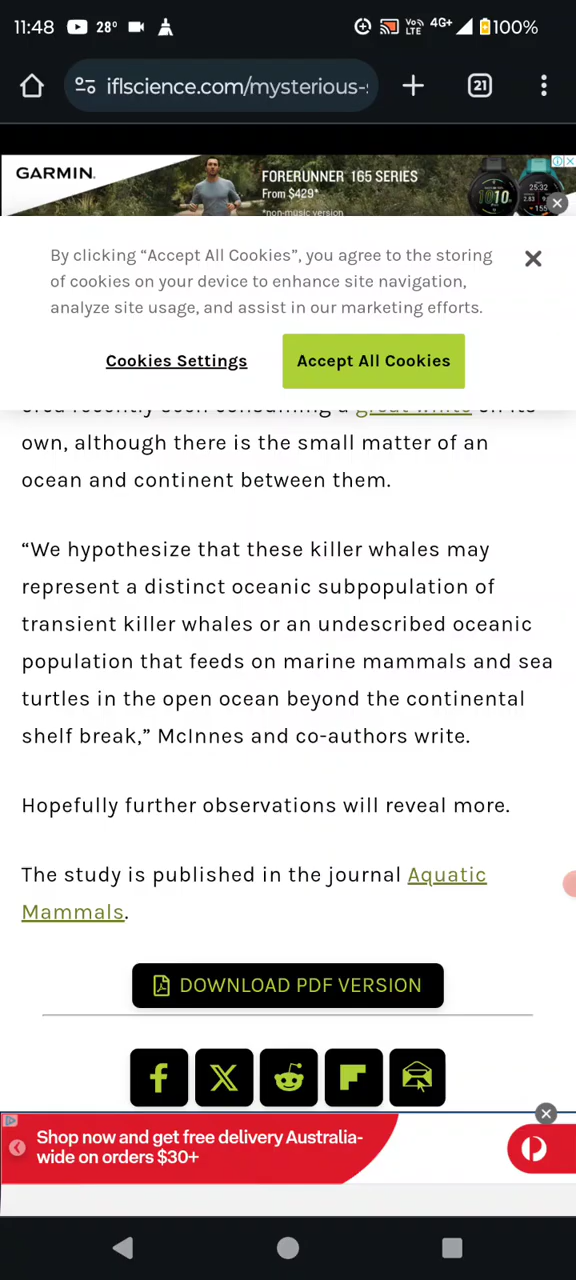 11:48 28° Vo) LTE 4G+ 100%
iflscience.com/mysterious-s 21
GARMIN.
FORERUNNER 165 SERIES
From $429*
*non-music version
By clicking “Accept All Cookies”, you agree to the storing
of cookies on your device to enhance site navigation,
analyze site usage, and assist in our marketing efforts.
Cookies Settings
Accept All Cookies
own, although there is the small matter of an
ocean and continent between them.
“We hypothesize that these killer whales may
represent a distinct oceanic subpopulation of
transient killer whales or an undescribed oceanic
population that feeds on marine mammals and sea
turtles in the open ocean beyond the continental
shelf break,” McInnes and co-authors write.
Hopefully further observations will reveal more.
The study is published in the journal Aquatic
Mammals.
DOWNLOAD PDF VERSION
Shop now and get free delivery Australia-
wide on orders $30+